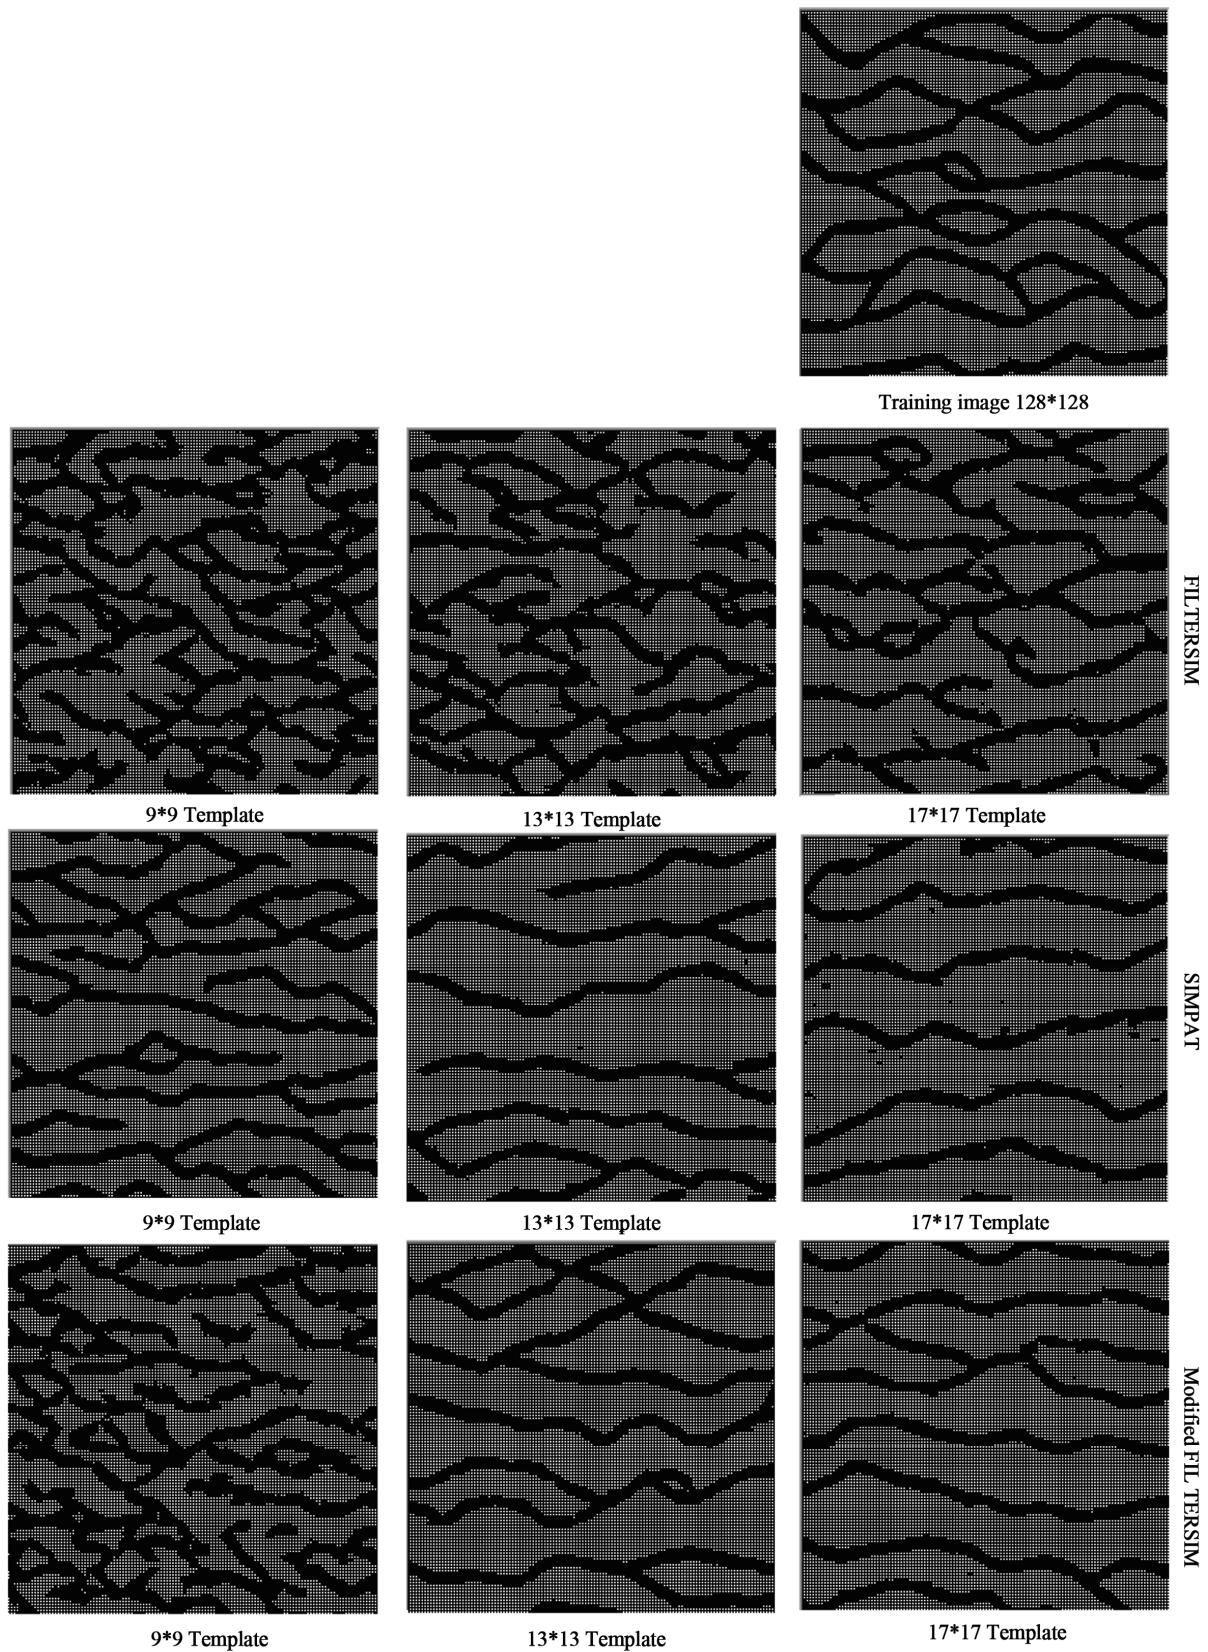 Training image 128*128
FILTERSIM
9*9 Template
13*13 Template
17*17 Template
SIMPAT
9*9 Template
13*13 Template
17*17 Template
Modified FIL TERSIM
9*9 Template
13*13 Template
17*17 Template